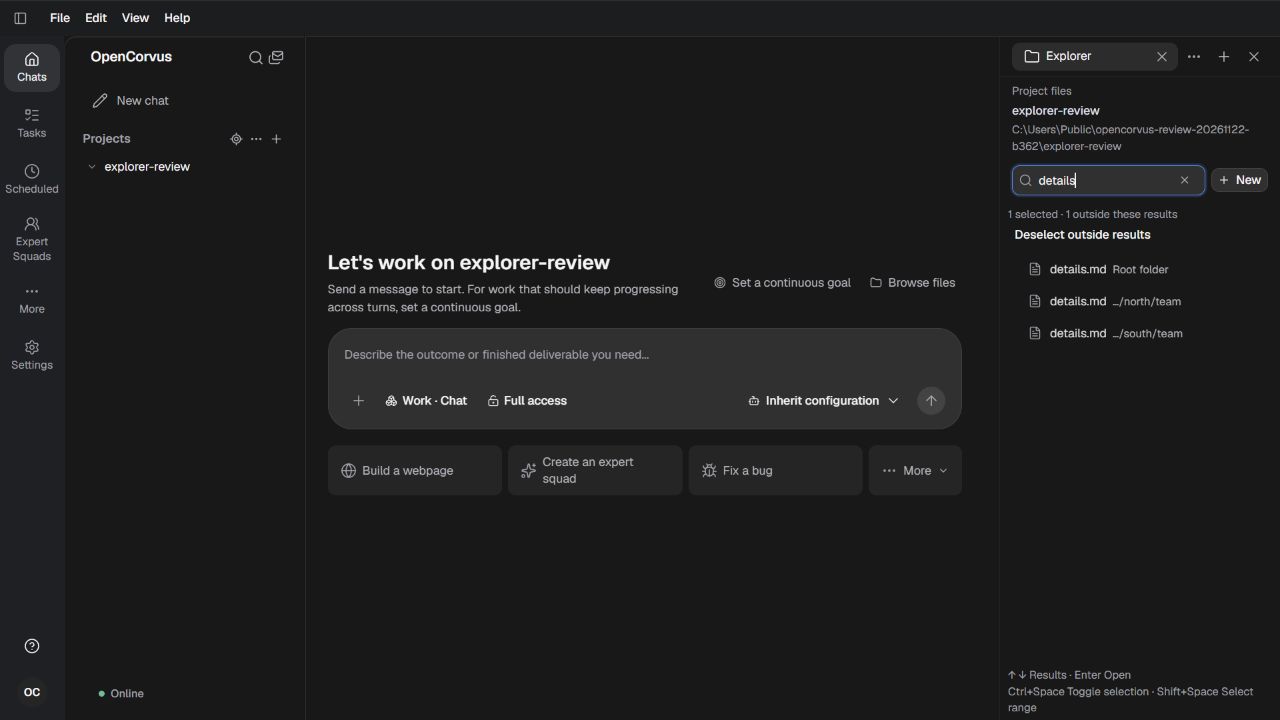 File Edit View Help
Chats
Tasks
Scheduled
Expert
Squads
More
Settings
OC
OpenCorvus
New chat
Projects
explorer-review
Online
Let's work on explorer-review
Send a message to start. For work that should keep progressing
across turns, set a continuous goal.
Set a continuous goal
Browse files
Describe the outcome or finished deliverable you need...
Work · Chat
Full access
Inherit configuration
Build a webpage
Create an expert
squad
Fix a bug
More
Explorer
Project files
explorer-review
C:\Users\Public\opencorvus-review-20261122-
b362\explorer-review
details
New
1 selected · 1 outside these results
Deselect outside results
details.md Root folder
details.md .../north/team
details.md .../south/team
↑↓ Results · Enter Open
Ctrl+Space Toggle selection · Shift+Space Select
range